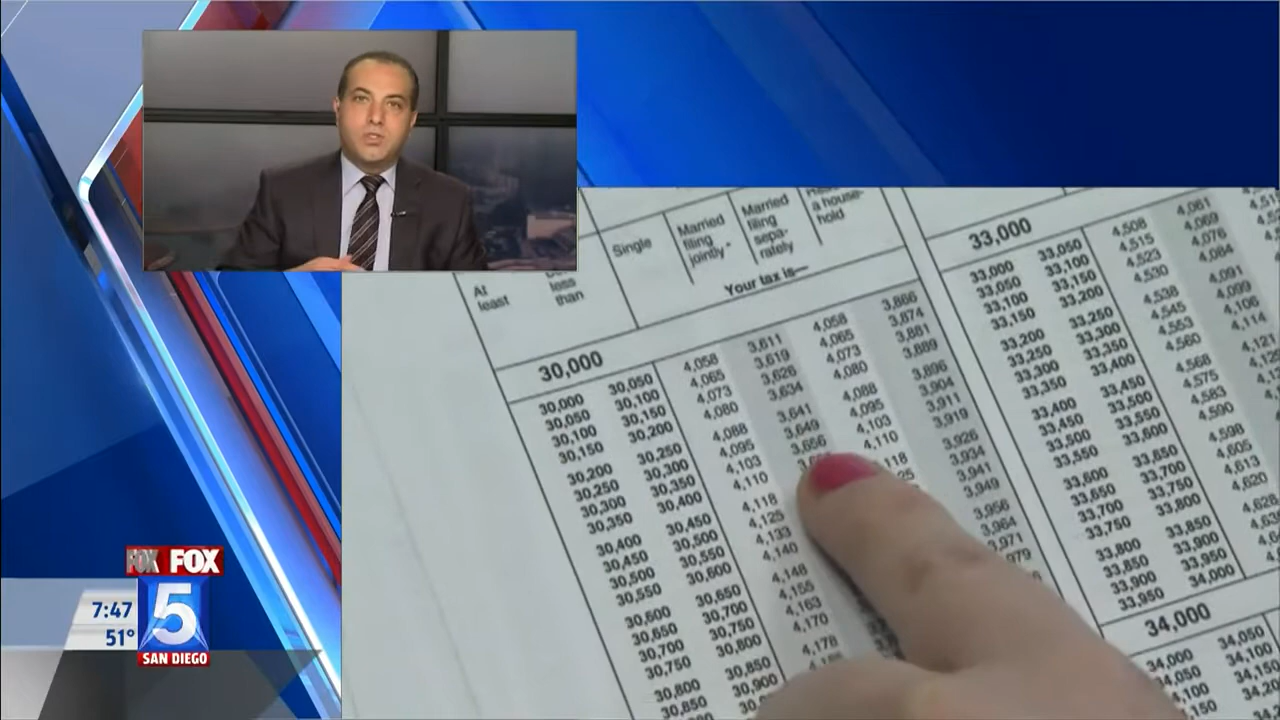 At
least
less
than
Single
Married
filing
jointly*
Married
filing
sepa-
rately
a house-
hold
Your tax is—
30,000
30,000 30,050 4,058 3,611 4,058 3,866
30,050 30,100 4,065 3,619 4,065 3,874
30,100 30,150 4,073 3,626 4,073 3,881
30,150 30,200 4,080 3,634 4,080 3,889
30,200 30,250 4,088 3,641 4,088 3,896
30,250 30,300 4,095 3,649 4,095 3,904
30,300 30,350 4,103 3,656 4,103 3,911
30,350 30,400 4,110 4,110 3,919
30,400 30,450 4,118 118 3,926
30,450 30,500 4,125 25 3,934
30,500 30,550 4,133 3,941
30,550 30,600 4,140 3,949
30,600 30,650 4,148 3,956
30,650 30,700 4,155 3,964
30,700 30,750 4,163 971
30,750 30,800 4,170 979
30,800 30,850 4,178
30,850 30,900
33,000
33,000 33,050 4,508 4,061
33,050 33,100 4,515 4,069
33,100 33,150 4,523 4,076
33,150 33,200 4,530 4,084
33,200 33,250 4,538 4,091
33,250 33,300 4,545 4,099
33,300 33,350 4,553 4,106
33,350 33,400 4,560 4,114
33,400 33,450 4,568 4,121
33,450 33,500 4,575
33,500 33,550 4,583
33,550 33,600 4,590
33,600 33,650 4,598
33,650 33,700 4,605
33,700 33,750 4,613
33,750 33,800 4,620
33,800 33,850 4,628
33,850 33,900
33,900 33,950
33,950 34,000
34,000
34,000 34,050
34,050 34,100
4,100 34,150
,150
FOX FOX
5
SAN DIEGO
7:47
51°